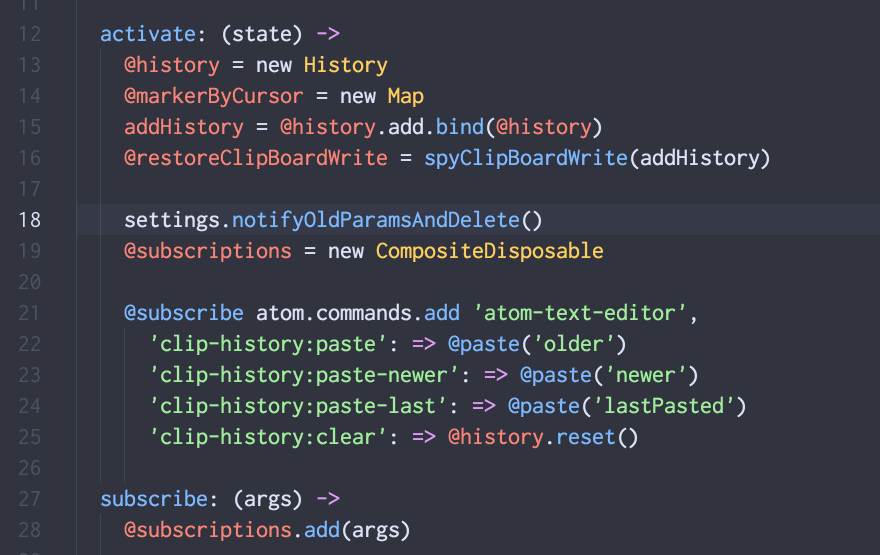 11
12 activate: (state) ->
13 @history = new History
14 @markerByCursor = new Map
15 addHistory = @history.add.bind(@history)
16 @restoreClipBoardWrite = spyClipBoardWrite(addHistory)
17
18 settings.notifyOldParamsAndDelete()
19 @subscriptions = new CompositeDisposable
20
21 @subscribe atom.commands.add 'atom-text-editor',
22 'clip-history:paste': => @paste('older')
23 'clip-history:paste-newer': => @paste('newer')
24 'clip-history:paste-last': => @paste('lastPasted')
25 'clip-history:clear': => @history.reset()
26
27 subscribe: (args) ->
28 @subscriptions.add(args)